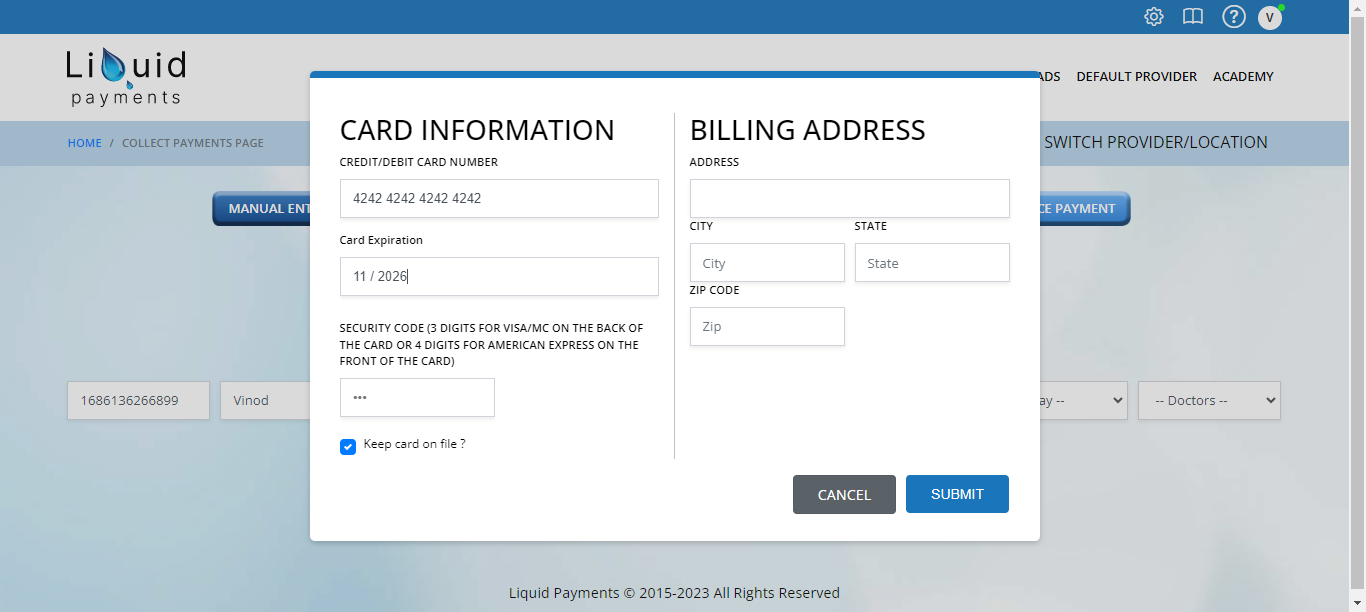 ?
V
Liquid
payments
ADS DEFAULT PROVIDER ACADEMY
HOME / COLLECT PAYMENTS PAGE
SWITCH PROVIDER/LOCATION
MANUAL ENT
CE PAYMENT
CARD INFORMATION
CREDIT/DEBIT CARD NUMBER
4242 4242 4242 4242
Card Expiration
11 / 2026
SECURITY CODE (3 DIGITS FOR VISA/MC ON THE BACK OF
THE CARD OR 4 DIGITS FOR AMERICAN EXPRESS ON THE
FRONT OF THE CARD)
•••
Keep card on file ?
BILLING ADDRESS
ADDRESS
CITY STATE
City State
ZIP CODE
Zip
CANCEL SUBMIT
1686136266899 Vinod
ay -- -- Doctors --
Liquid Payments © 2015-2023 All Rights Reserved